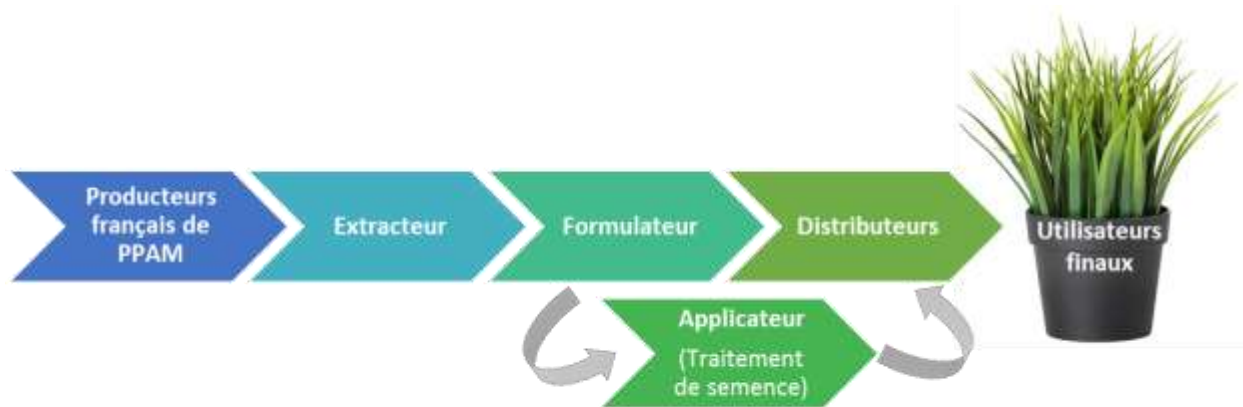 Producteurs
français de
PPAM
Extracteur
Formulateur
Distributeurs
Utilisateurs
finaux
Applicateur
(Traitement
de semence)